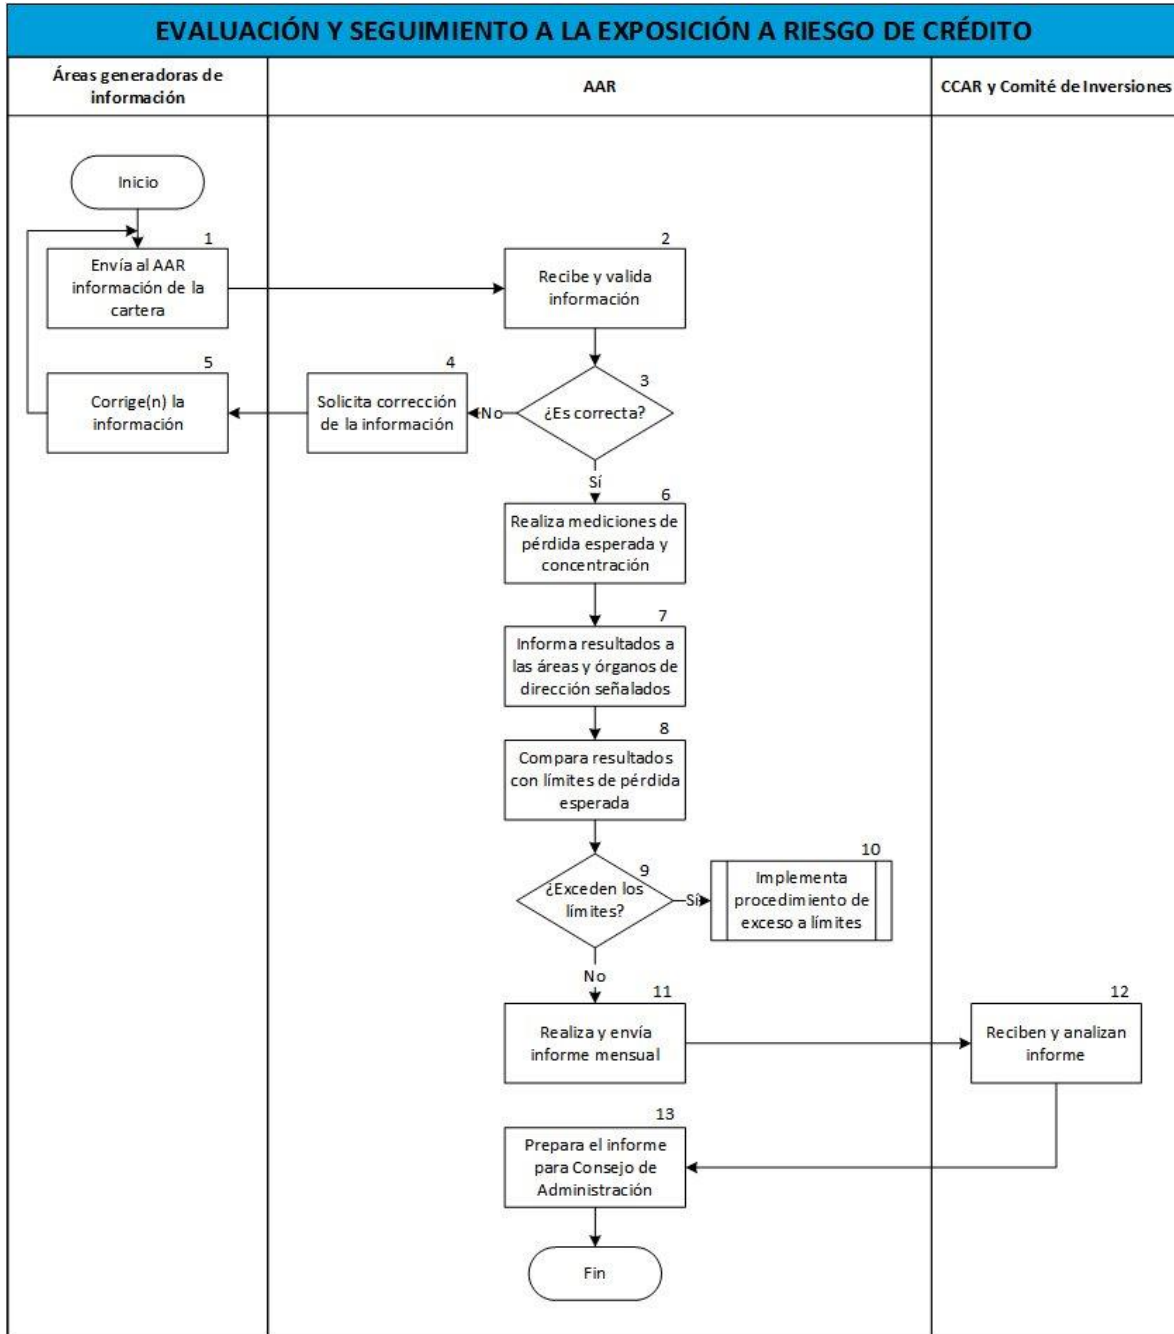 EVALUACIÓN Y SEGUIMIENTO A LA EXPOSICIÓN A RIESGO DE CRÉDITO
Áreas generadoras de
información
AAR
CCAR y Comité de Inversiones
Inicio
1
Envía al AAR
información de la
cartera
2
Recibe y valida
información
3
¿Es correcta?
No
4
Solicita corrección
de la información
5
Corrige(n) la
información
Sí
6
Realiza mediciones de
pérdida esperada y
concentración
7
Informa resultados a
las áreas y órganos de
dirección señalados
8
Compara resultados
con límites de pérdida
esperada
9
¿Exceden los
límites?
Sí
10
Implementa
procedimiento de
exceso a límites
No
11
Realiza y envía
informe mensual
12
Reciben y analizan
informe
13
Prepara el informe
para Consejo de
Administración
Fin